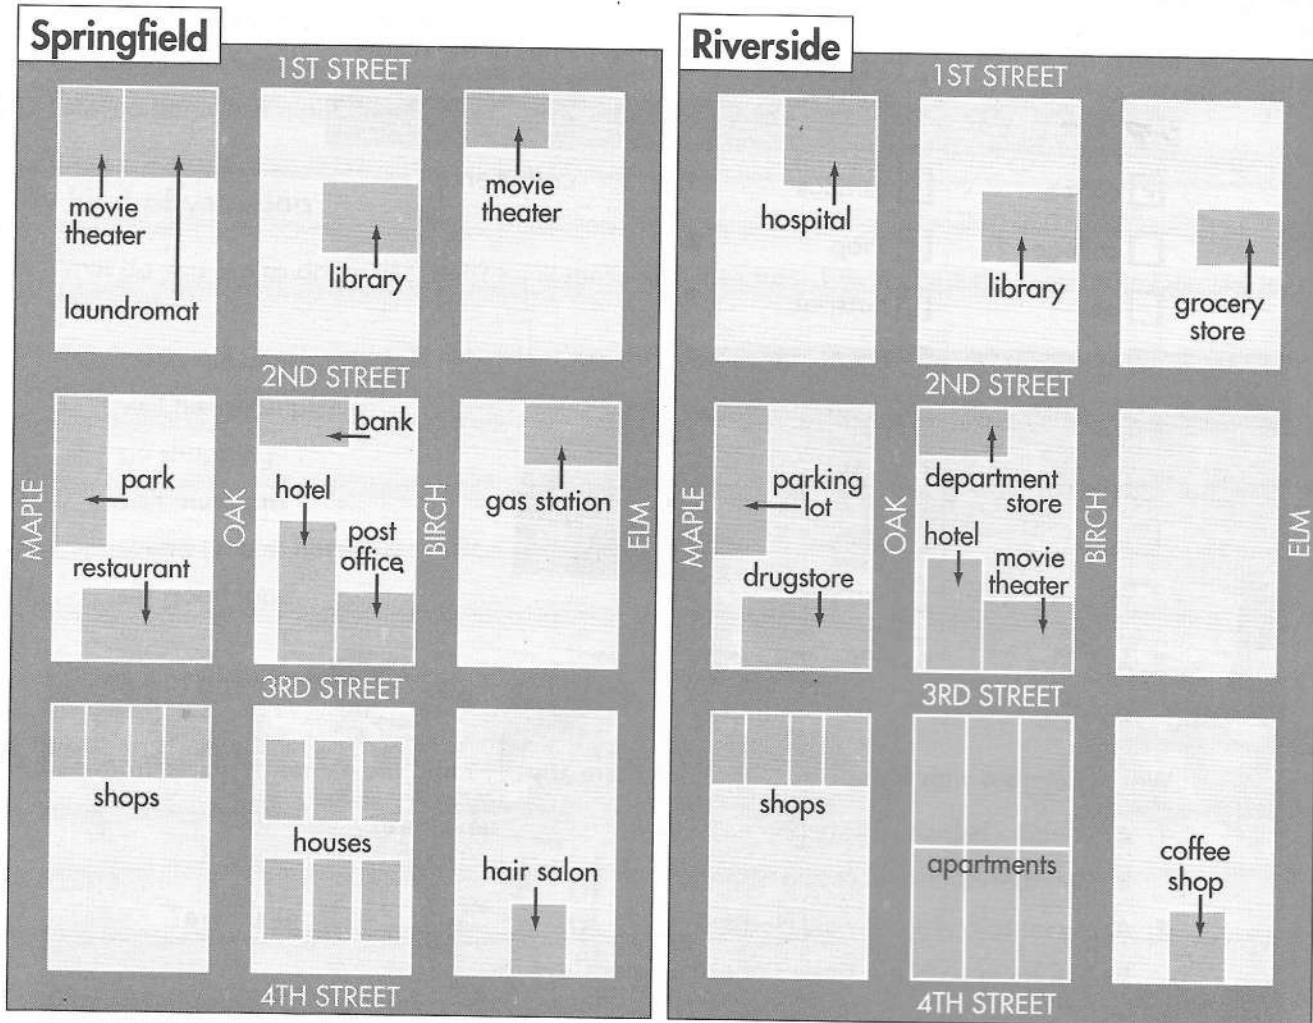 Springfield
1ST STREET
movie
theater
laundromat
library
movie
theater
2ND STREET
MAPLE
park
restaurant
OAK
bank
hotel
post
office
BIRCH
gas station
ELM
3RD STREET
shops
houses
hair salon
4TH STREET
Riverside
1ST STREET
hospital
library
grocery
store
2ND STREET
MAPLE
parking
lot
drugstore
OAK
department
store
hotel
movie
theater
BIRCH
ELM
3RD STREET
shops
apartments
coffee
shop
4TH STREET